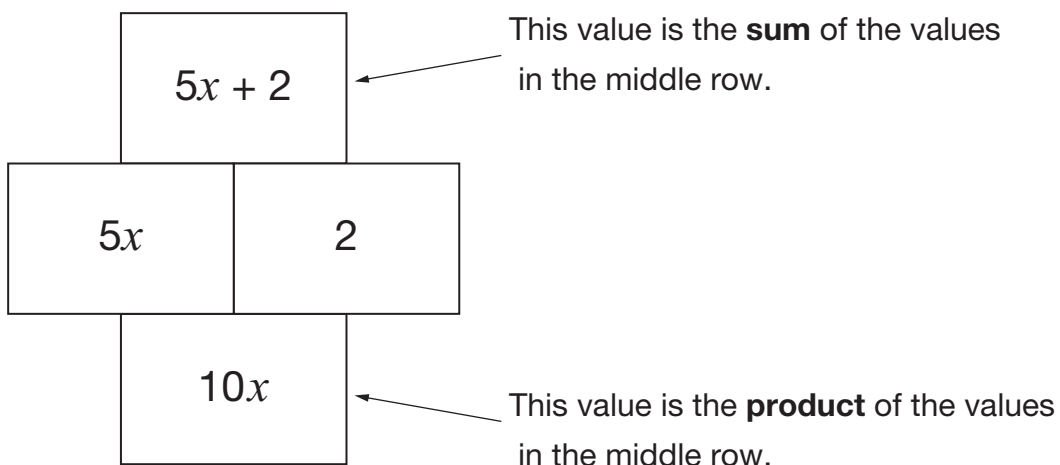 This value is the sum of the values
in the middle row.
5x + 2
5x 2
10x
This value is the product of the values
in the middle row.